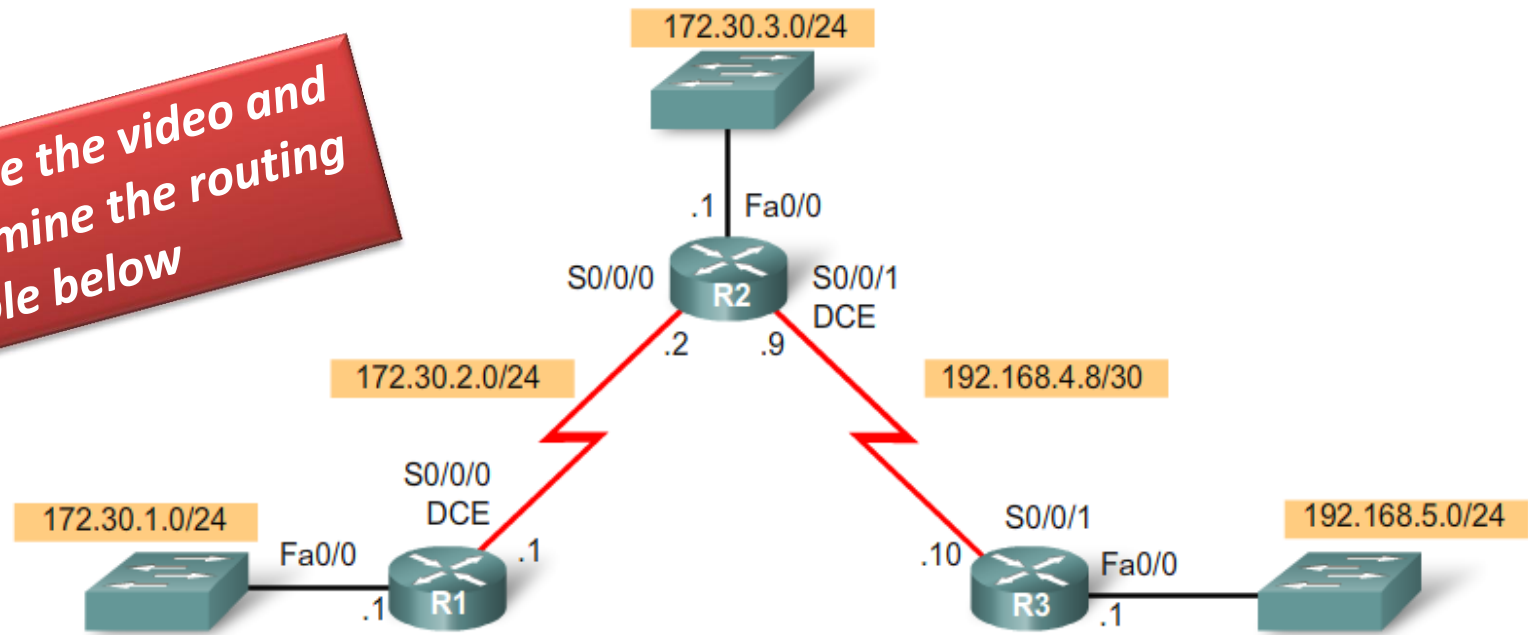 172.30.3.0/24
the video and
mine the routing
below
.1 Fa0/0
S0/0/0
R2
S0/0/1
DCE
.2 .9
172.30.2.0/24
192.168.4.8/30
S0/0/0
DCE
172.30.1.0/24
Fa0/0
.1
.1
R1
S0/0/1
192.168.5.0/24
.10
Fa0/0
R3
.1